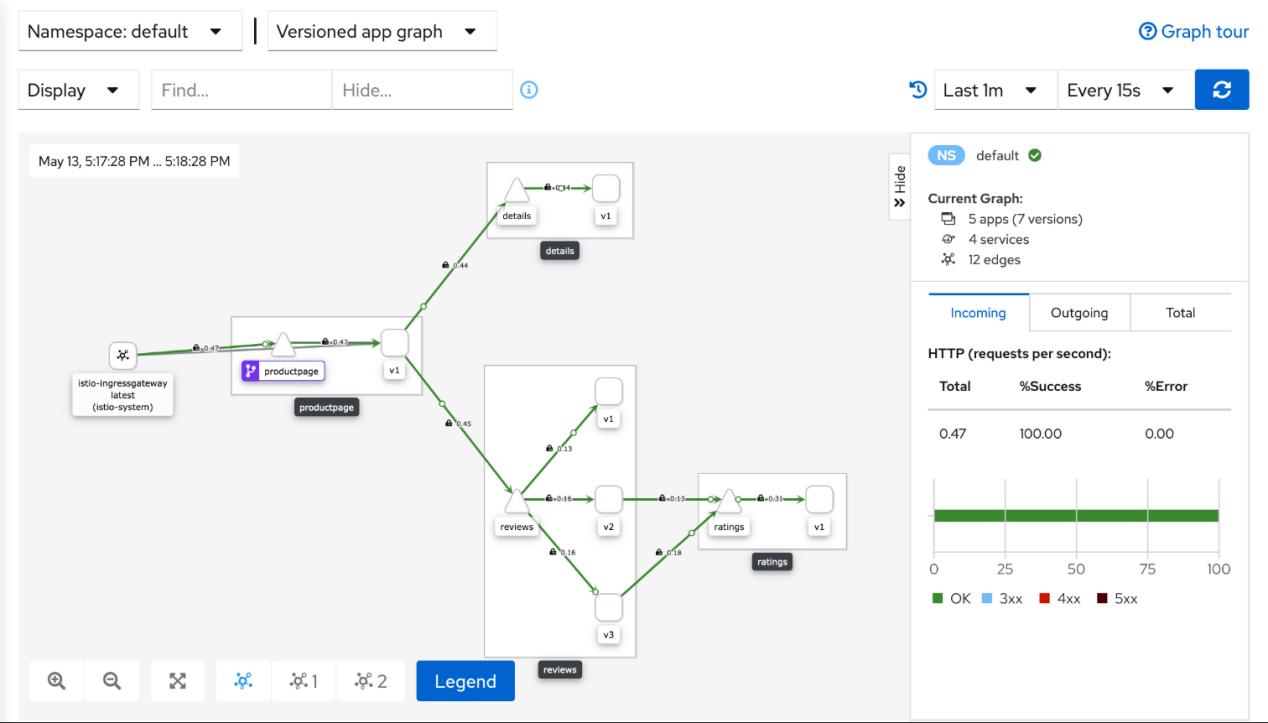 Namespace: default
Versioned app graph
Graph tour
Display
Find...
Hide...
Last 1m
Every 15s
May 13, 5:17:28 PM ... 5:18:28 PM
Hide
NS default
Current Graph:
5 apps (7 versions)
4 services
12 edges
Incoming
Outgoing
Total
HTTP (requests per second):
Total %Success %Error
0.47 100.00 0.00
0 25 50 75 100
OK 3xx 4xx 5xx
0.44
details
v1
details
0.44
0.47
0.47
istio-ingressgateway
latest
(istio-system)
productpage
v1
productpage
0.45
v1
0.13
0.16
0.13
0.31
reviews
v2
ratings
v1
0.16
0.18
ratings
v3
reviews
1
2
Legend